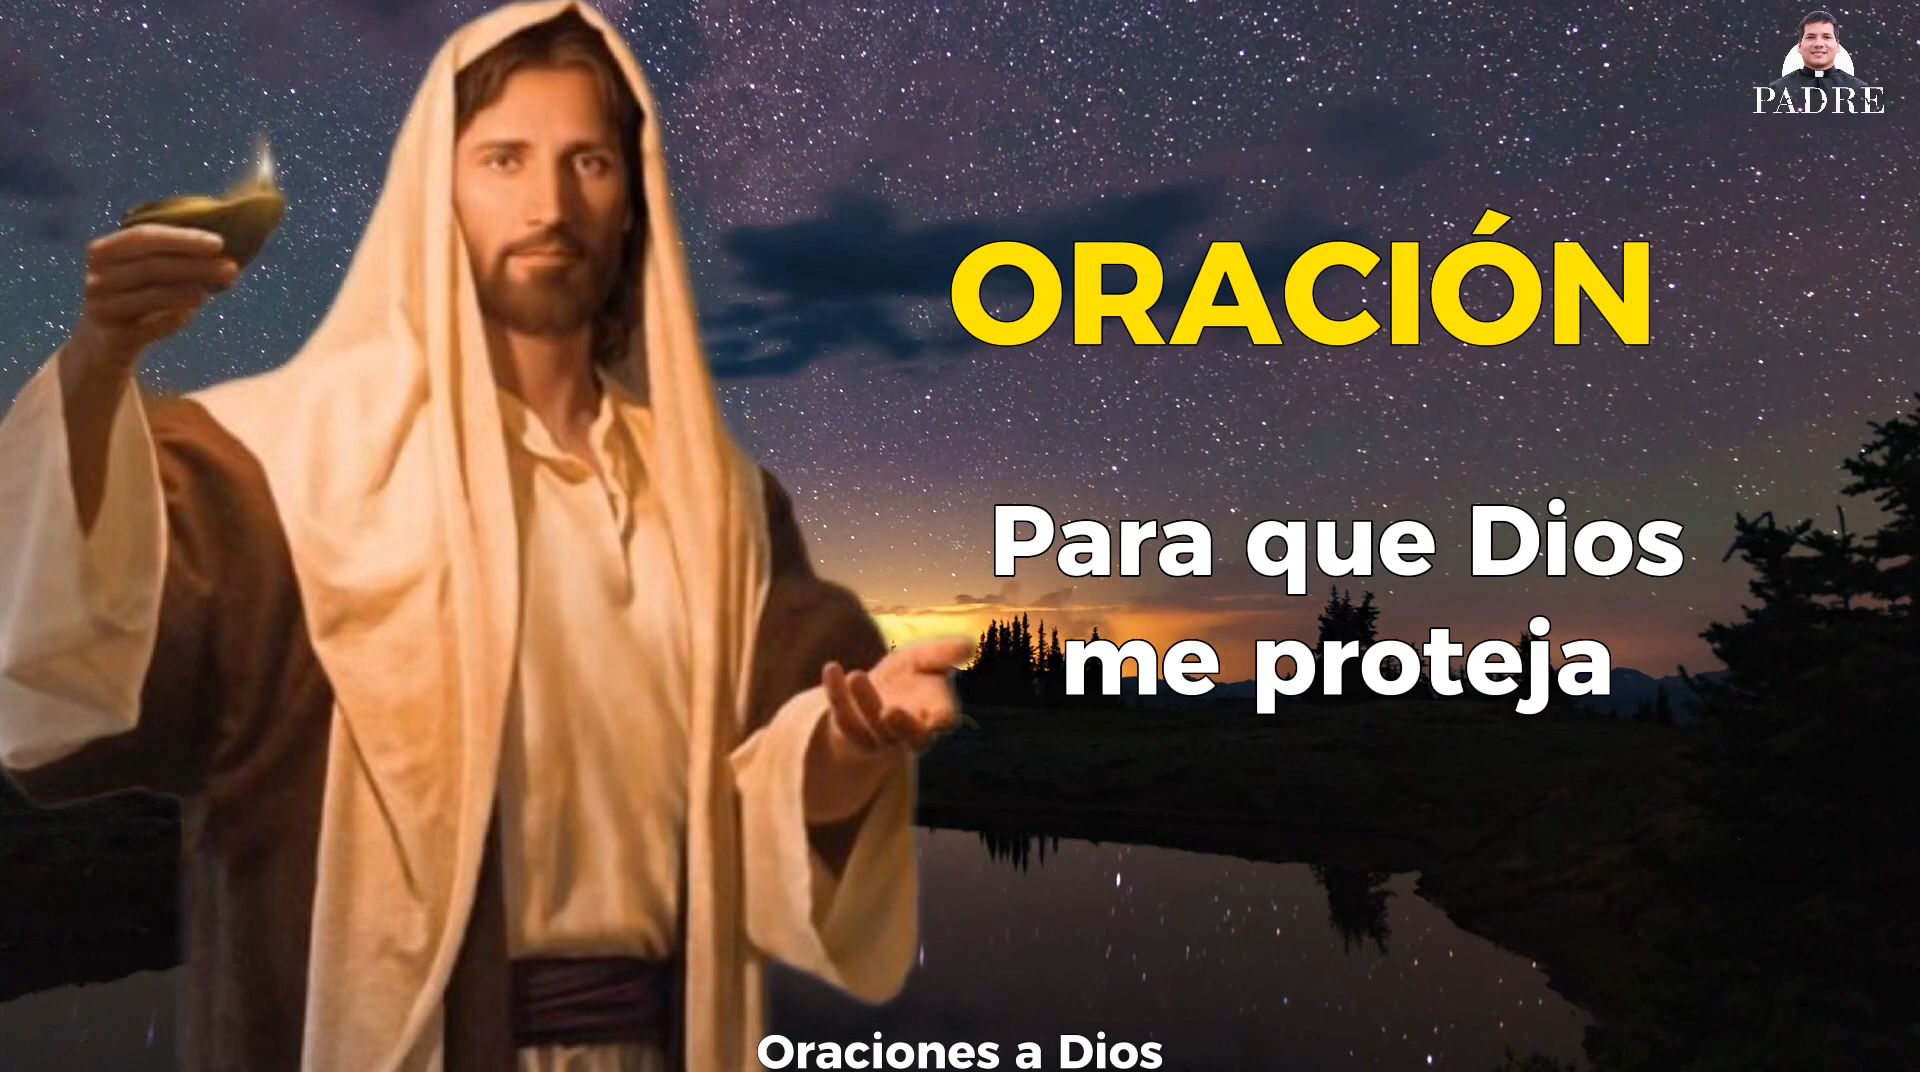 PADRE
ORACIÓN
Para que Dios
me proteja
Oraciones a Dios